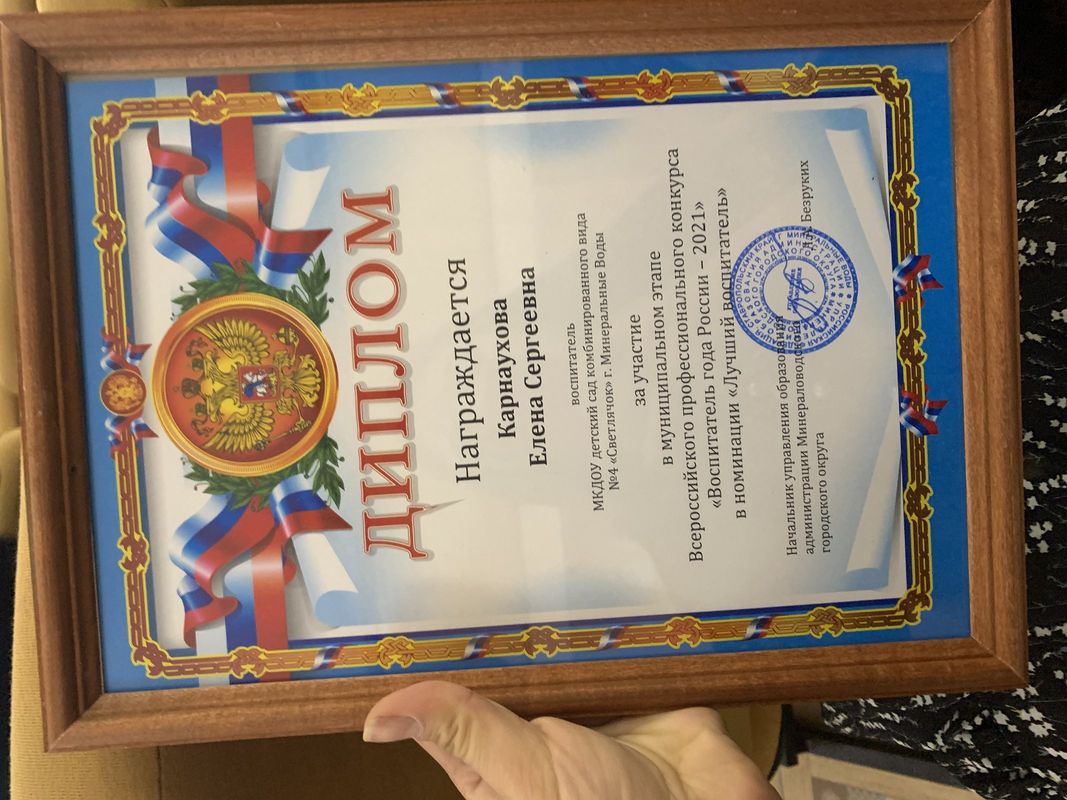 ДИПЛОМ
Награждается
Карнаухова
Елена Сергеевна
воспитатель
МКДОУ детский сад комбинированного вида
№4 «Светлячок» г. Минеральные Воды
за участие
в муниципальном этапе
Всероссийского профессионального конкурса
«Воспитатель года России – 2021»
в номинации «Лучший воспитатель»
Начальник управления образования
администрации Минераловодского
городского округа
Безруких